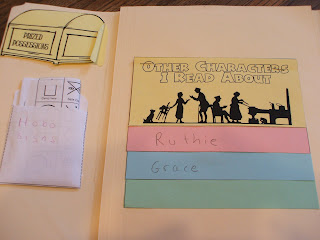 PRIZED
POSSESSIONS
OTHER CHARACTERS
I READ ABOUT
Ruthie
Grace